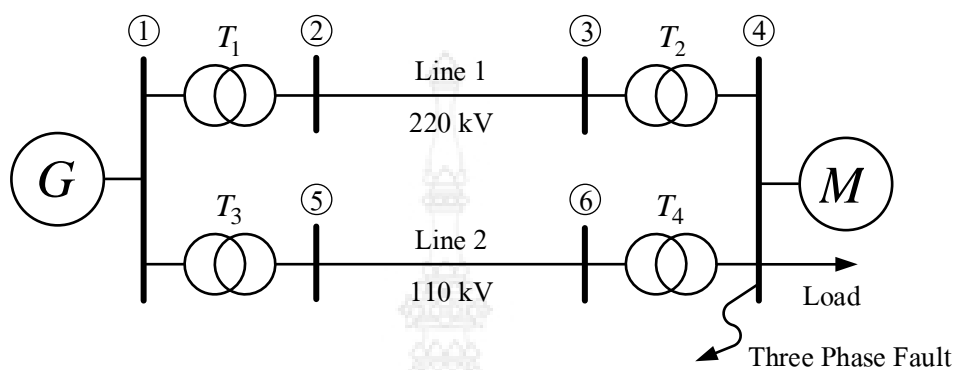 ① T₁ ② ③ T₂ ④
Line 1
220 kV
G
M
T₃ ⑤ ⑥ T₄
Line 2
110 kV
Load
Three Phase Fault